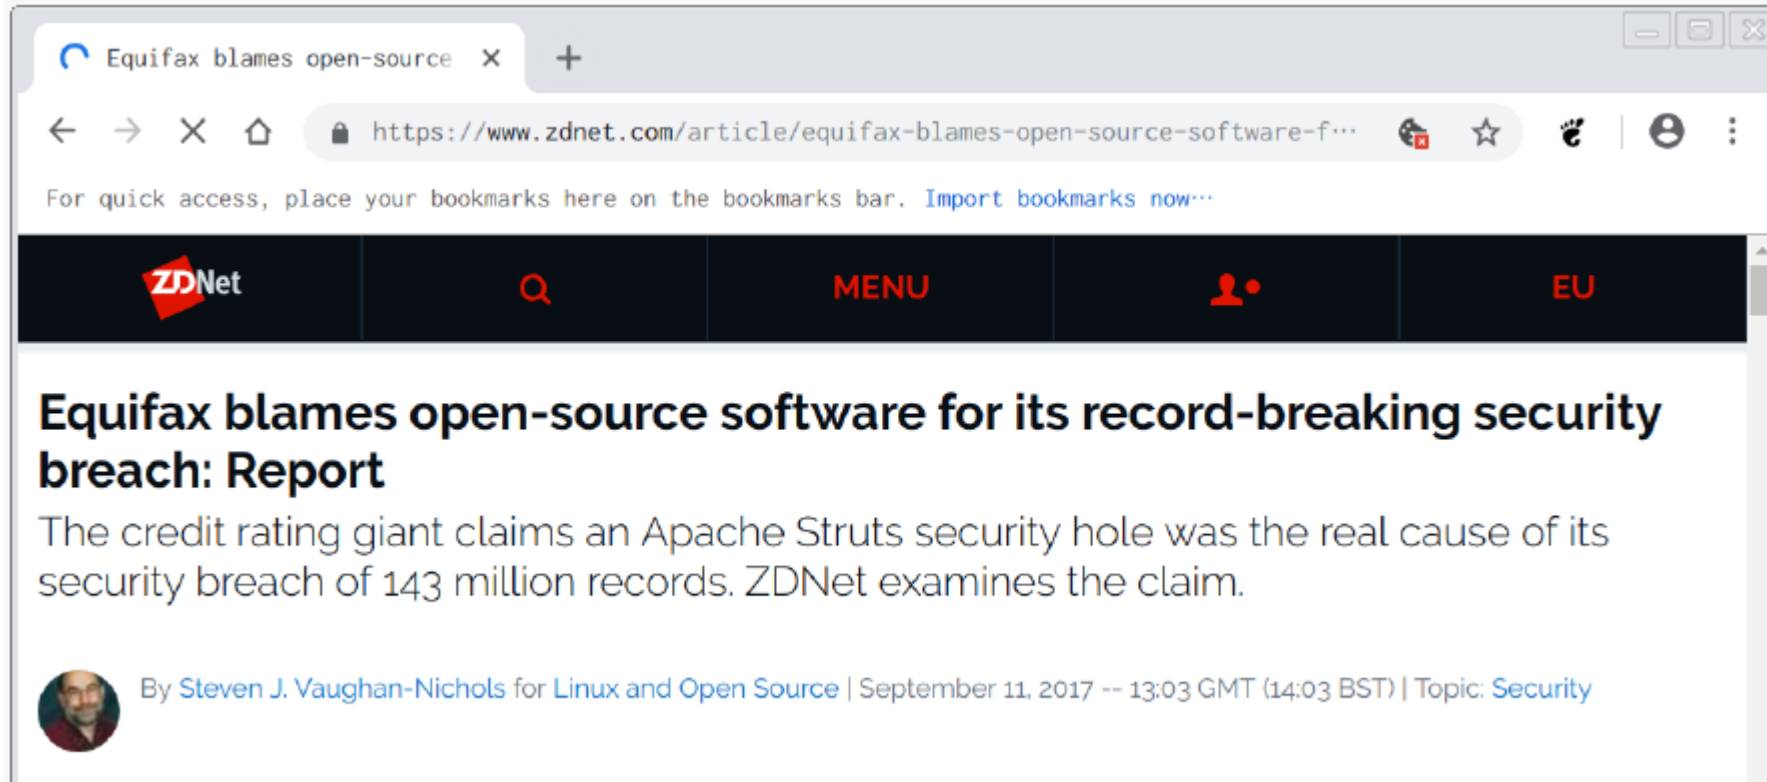 Equifax blames open-source
https://www.zdnet.com/article/equifax-blames-open-source-software-f…
For quick access, place your bookmarks here on the bookmarks bar. Import bookmarks now…
ZDNet
MENU
EU
Equifax blames open-source software for its record-breaking security
breach: Report
The credit rating giant claims an Apache Struts security hole was the real cause of its
security breach of 143 million records. ZDNet examines the claim.
By Steven J. Vaughan-Nichols for Linux and Open Source | September 11, 2017 -- 13:03 GMT (14:03 BST) | Topic: Security